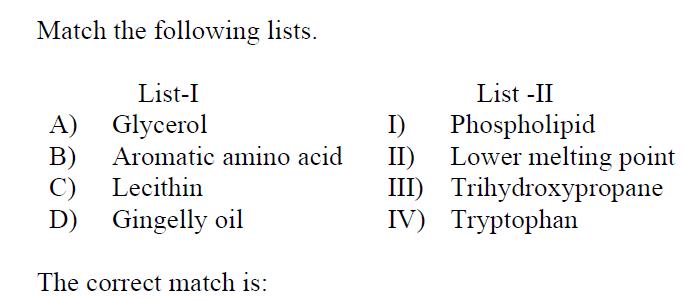 Match the following lists.
List-I List -II
A) Glycerol I) Phospholipid
B) Aromatic amino acid II) Lower melting point
C) Lecithin III) Trihydroxypropane
D) Gingelly oil IV) Tryptophan
The correct match is: